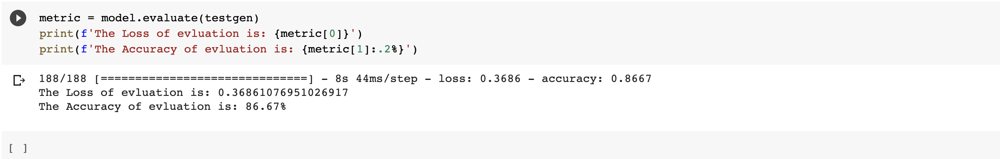 metric = model.evaluate(testgen)
print(f'The Loss of evluation is: {metric[0]}')
print(f'The Accuracy of evluation is: {metric[1]:.2%}')
188/188 [==============================] - 8s 44ms/step - loss: 0.3686 - accuracy: 0.8667
The Loss of evluation is: 0.36861076951026917
The Accuracy of evluation is: 86.67%
[ ]